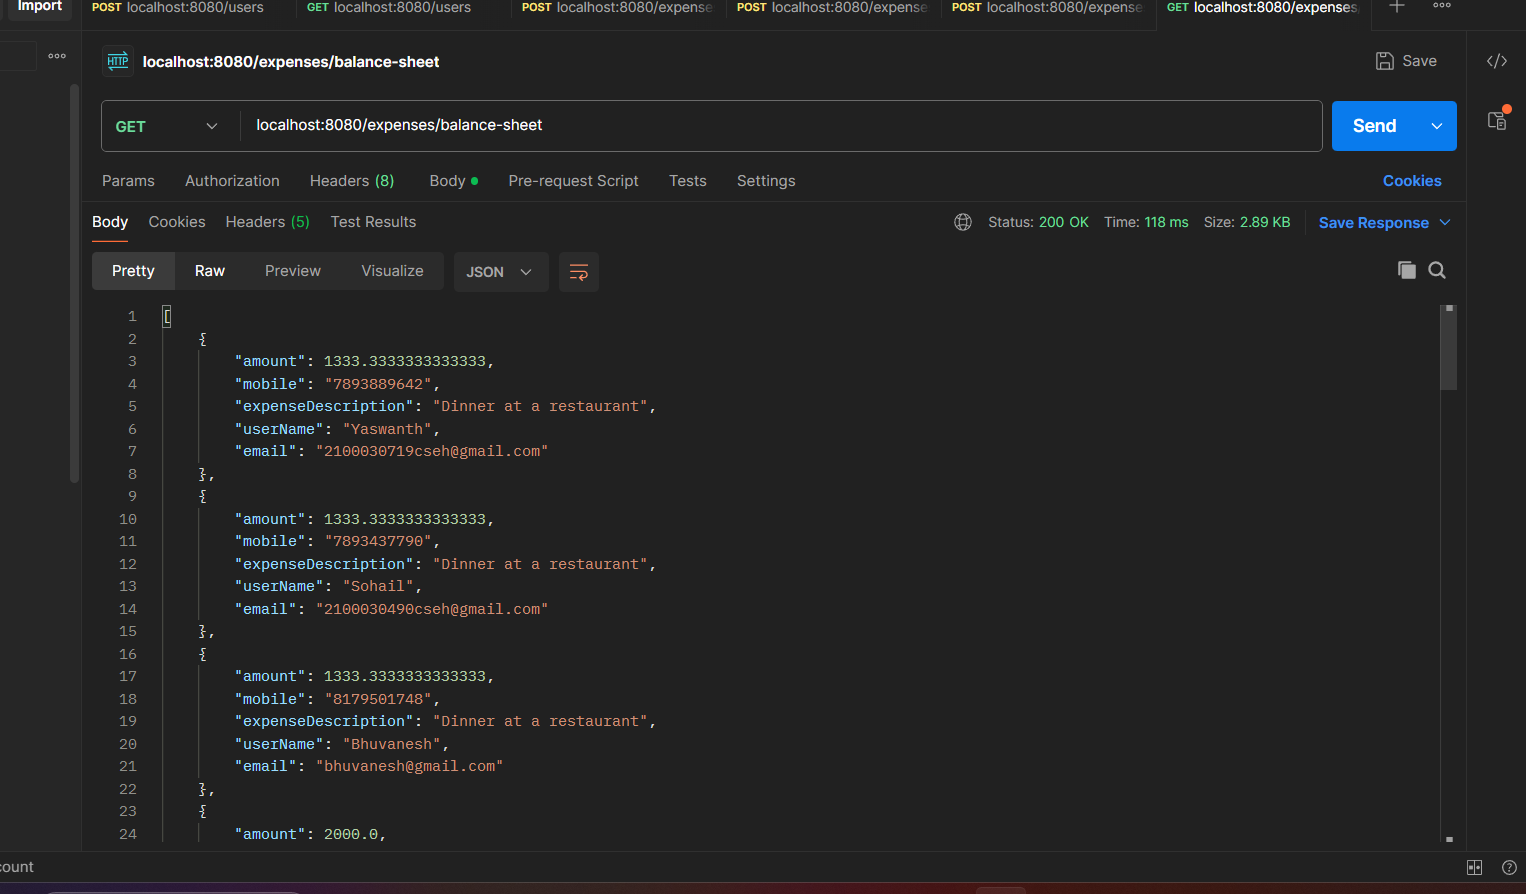 Import
POST localhost:8080/users
GET localhost:8080/users
POST localhost:8080/expense
POST localhost:8080/expense
POST localhost:8080/expense
GET localhost:8080/expenses
HTTP localhost:8080/expenses/balance-sheet
Save
GET localhost:8080/expenses/balance-sheet
Send
Params Authorization Headers (8) Body Pre-request Script Tests Settings
Cookies
Body Cookies Headers (5) Test Results
Status: 200 OK Time: 118 ms Size: 2.89 KB Save Response
Pretty Raw Preview Visualize JSON
1 [
2 {
3 "amount": 1333.3333333333333,
4 "mobile": "7893889642",
5 "expenseDescription": "Dinner at a restaurant",
6 "userName": "Yaswanth",
7 "email": "2100030719cseh@gmail.com"
8 },
9 {
10 "amount": 1333.3333333333333,
11 "mobile": "7893437790",
12 "expenseDescription": "Dinner at a restaurant",
13 "userName": "Sohail",
14 "email": "2100030490cseh@gmail.com"
15 },
16 {
17 "amount": 1333.3333333333333,
18 "mobile": "8179501748",
19 "expenseDescription": "Dinner at a restaurant",
20 "userName": "Bhuvanesh",
21 "email": "bhuvanesh@gmail.com"
22 },
23 {
24 "amount": 2000.0,
count